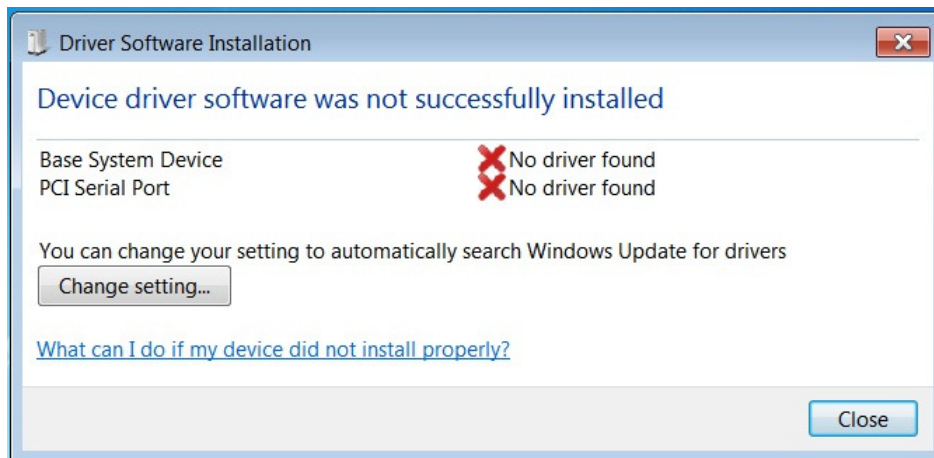 Driver Software Installation
Device driver software was not successfully installed
Base System Device No driver found
PCI Serial Port No driver found
You can change your setting to automatically search Windows Update for drivers
Change setting...
What can I do if my device did not install properly?
Close